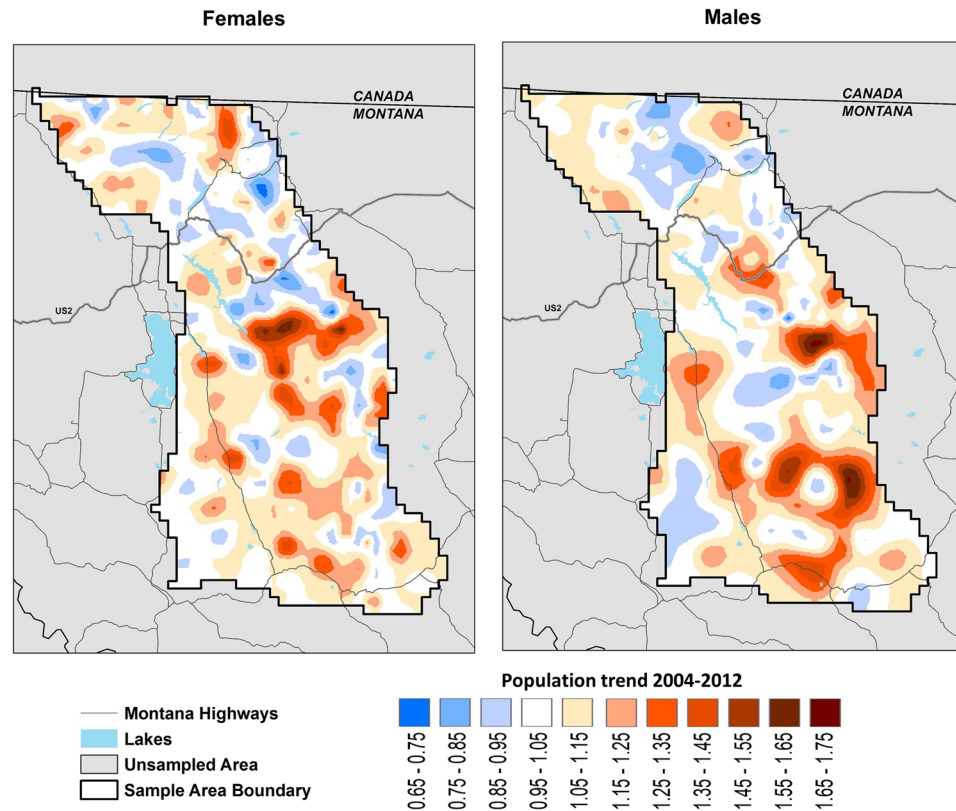 Females
Males
CANADA
MONTANA
US2
CANADA
MONTANA
US2
Montana Highways
Lakes
Unsampled Area
Sample Area Boundary
Population trend 2004-2012
0.65 - 0.75
0.75 - 0.85
0.85 - 0.95
0.95 - 1.05
1.05 - 1.15
1.15 - 1.25
1.25 - 1.35
1.35 - 1.45
1.45 - 1.55
1.55 - 1.65
1.65 - 1.75